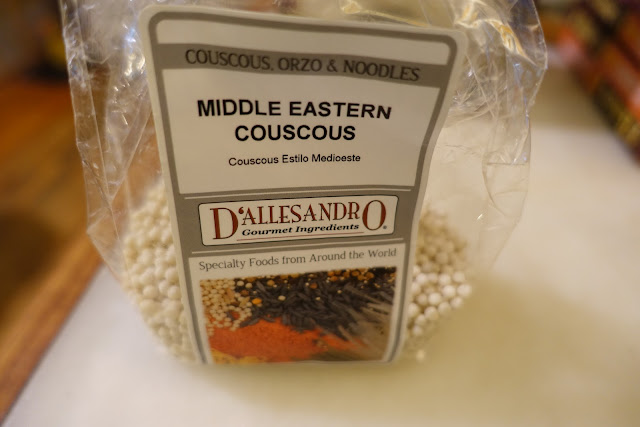 COUSCOUS, ORZO & NOODLES
MIDDLE EASTERN
COUSCOUS
Couscous Estilo Medioeste
D'ALLESANDRO®
Gourmet Ingredients
Specialty Foods from Around the World